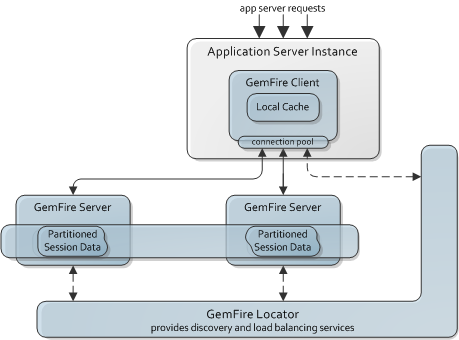 app server requests
Application Server Instance
GemFire Client
Local Cache
connection pool
GemFire Server
GemFire Server
Partitioned
Session Data
Partitioned
Session Data
GemFire Locator
provides discovery and load balancing services